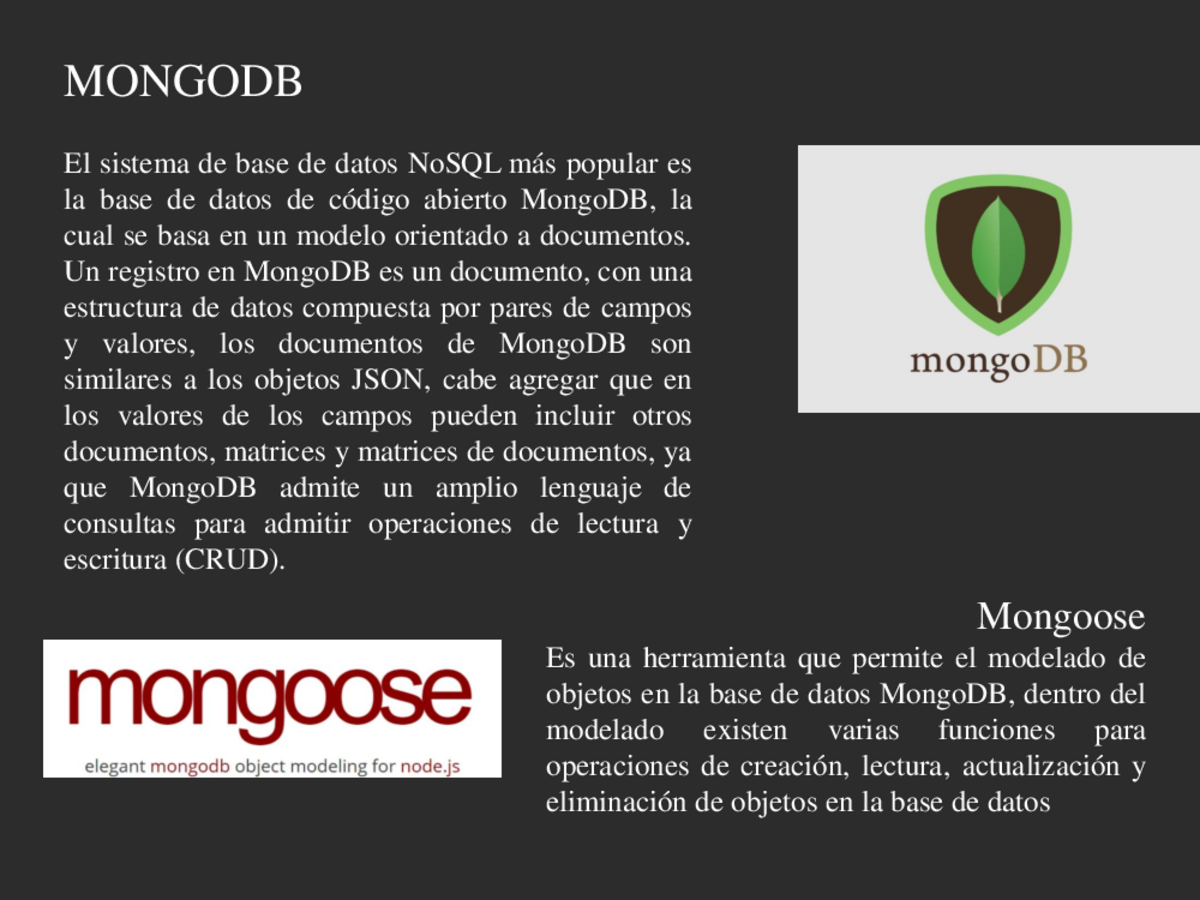 MONGODB
El sistema de base de datos NoSQL más popular es
la base de datos de código abierto MongoDB, la
cual se basa en un modelo orientado a documentos.
Un registro en MongoDB es un documento, con una
estructura de datos compuesta por pares de campos
y valores, los documentos de MongoDB son
similares a los objetos JSON, cabe agregar que en
los valores de los campos pueden incluir otros
documentos, matrices y matrices de documentos, ya
que MongoDB admite un amplio lenguaje de
consultas para admitir operaciones de lectura y
escritura (CRUD).
mongoDB
mongoose
elegant mongodb object modeling for node.js
Mongoose
Es una herramienta que permite el modelado de
objetos en la base de datos MongoDB, dentro del
modelado existen varias funciones para
operaciones de creación, lectura, actualización y
eliminación de objetos en la base de datos